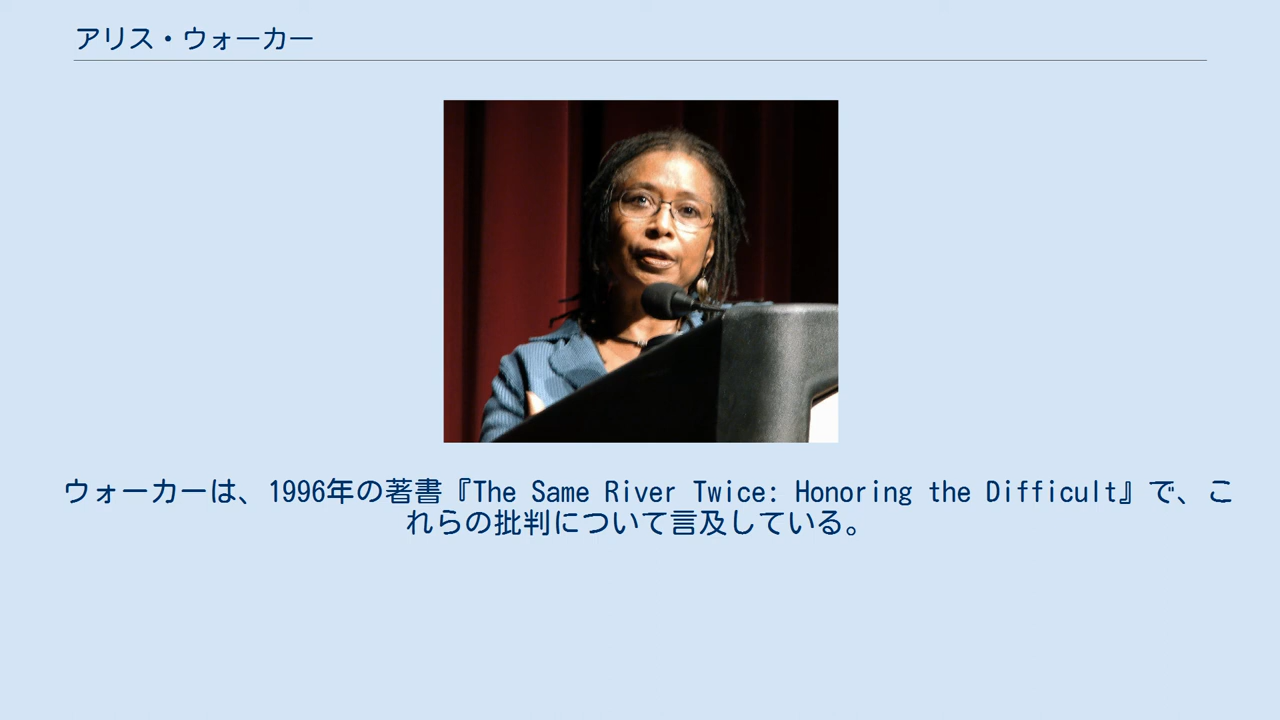 アリス・ウォーカー
ウォーカーは、1996年の著書『The Same River Twice: Honoring the Difficult』で、こ
れらの批判について言及している。